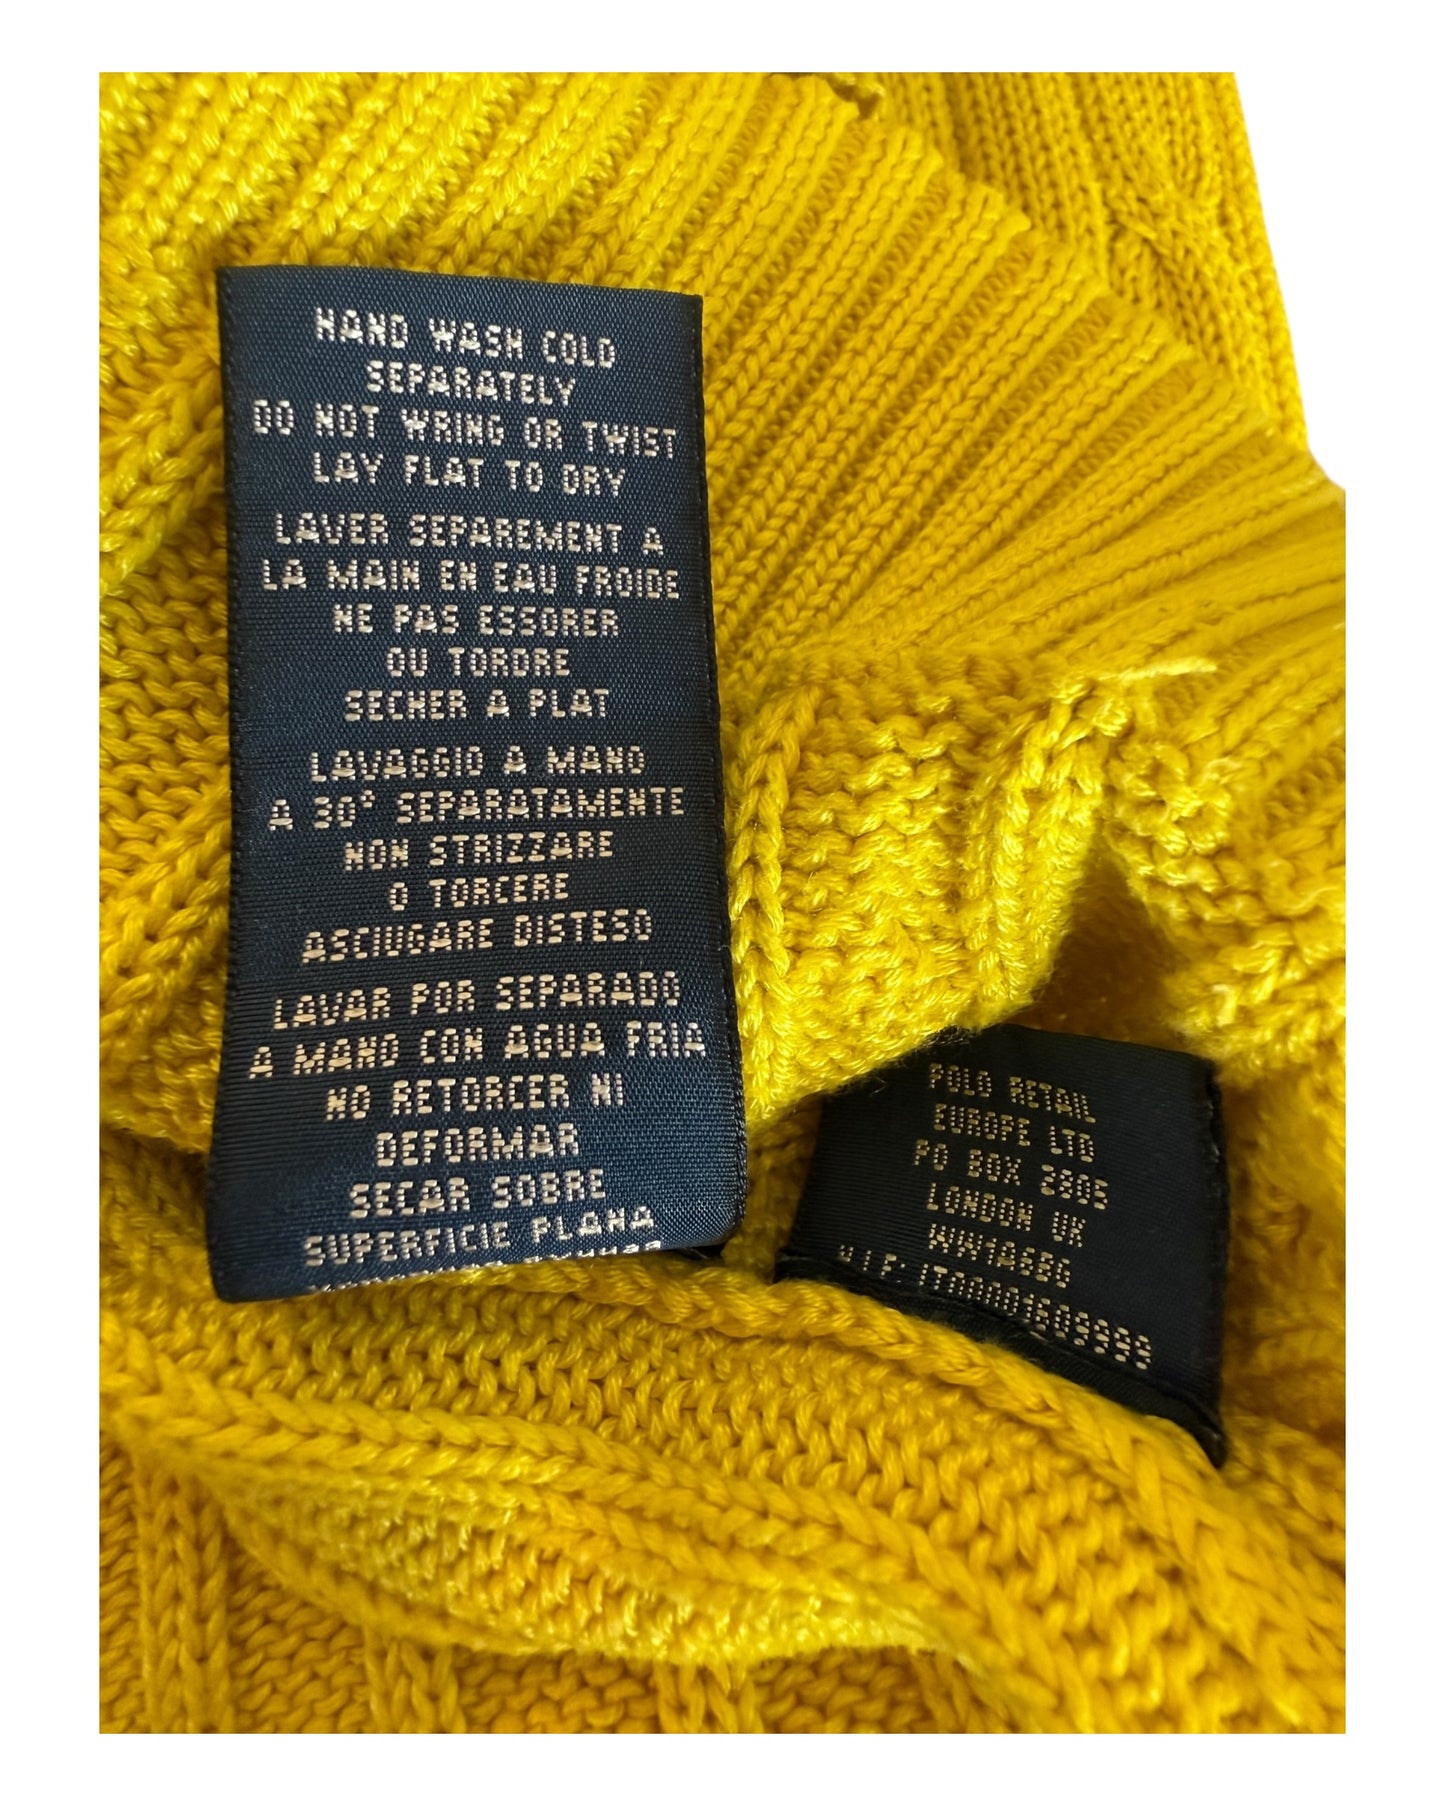 HAND WASH COLD
SEPARATELY
DO NOT WRING OR TWIST
LAY FLAT TO DRY
LAVER SEPAREMENT A
LA MAIN EN EAU FROIDE
NE PAS ESSORER
OU TORDRE
SECHER A PLAT
LAVAGGIO A MANO
A 30° SEPARATAMENTE
NON STRIZZARE
O TORCERE
ASCIUGARE DISTESO
LAVAR POR SEPARADO
A MANO CON AGUA FRIA
NO RETORCER NI
DEFORMAR
SECAR SOBRE
SUPERFICIE PLANA
POLO RETAIL
EUROPE LTD
PO BOX
LONDON UK